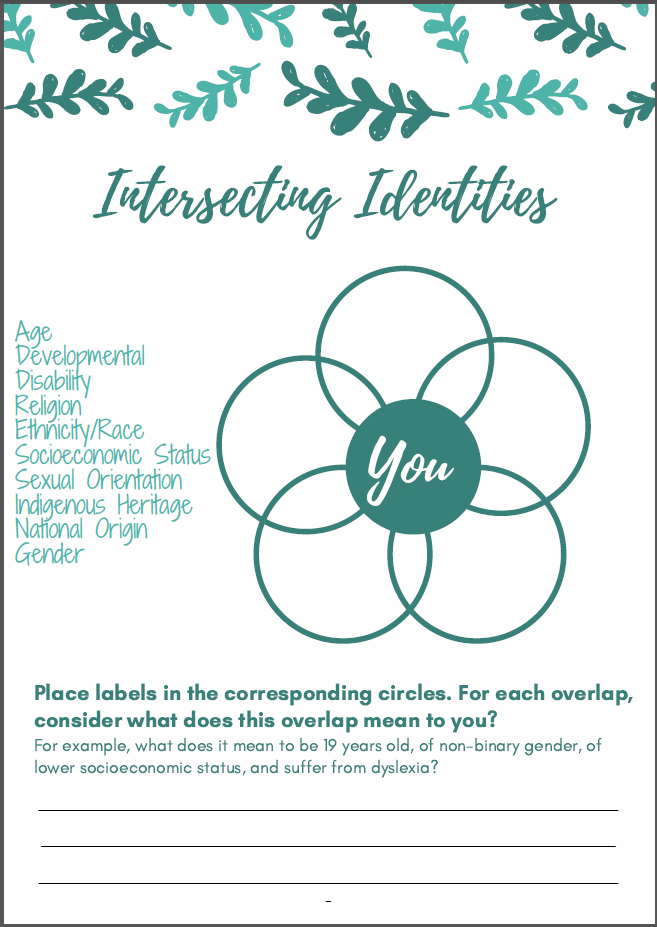 Intersecting Identities
Age
Developmental
Disability
Religion
Ethnicity/Race
Socioeconomic Status
Sexual Orientation
Indigenous Heritage
National Origin
Gender
You
Place labels in the corresponding circles. For each overlap,
consider what does this overlap mean to you?
For example, what does it mean to be 19 years old, of non-binary gender, of
lower socioeconomic status, and suffer from dyslexia?
-